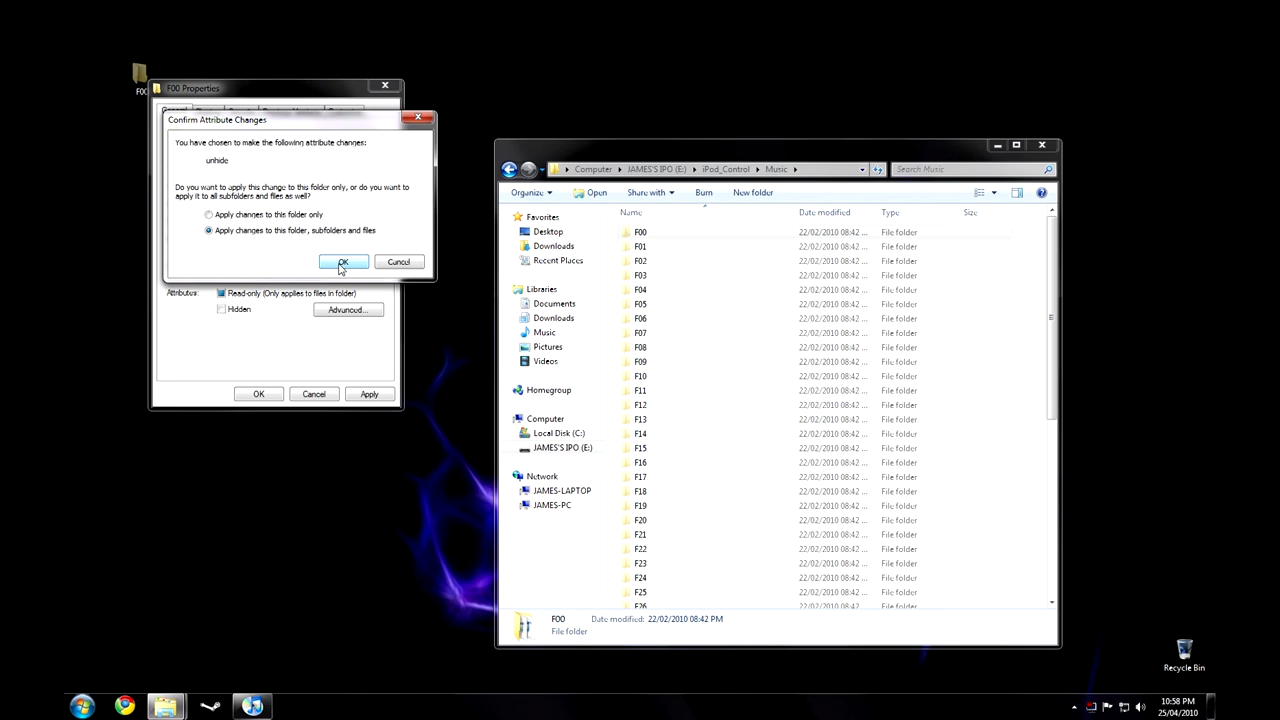 F00
F00 Properties
Confirm Attribute Changes
You have chosen to make the following attribute changes:
unhide
Do you want to apply this change to this folder only, or do you want to
apply it to all subfolders and files as well?
Apply changes to this folder only
Apply changes to this folder, subfolders and files
OK Cancel
Attributes: Read-only (Only applies to files in folder)
Hidden Advanced...
OK Cancel Apply
Computer JAMES'S IPO (E:) iPod_Control Music Search Music
Organize Open Share with Burn New folder
Name Date modified Type Size
Favorites
Desktop
Downloads
Recent Places
Libraries
Documents
Downloads
Music
Pictures
Videos
Homegroup
Computer
Local Disk (C:)
JAMES'S IPO (E:)
Network
JAMES-LAPTOP
JAMES-PC
F00 22/02/2010 08:42 ... File folder
F01 22/02/2010 08:42 ... File folder
F02 22/02/2010 08:42 ... File folder
F03 22/02/2010 08:42 ... File folder
F04 22/02/2010 08:42 ... File folder
F05 22/02/2010 08:42 ... File folder
F06 22/02/2010 08:42 ... File folder
F07 22/02/2010 08:42 ... File folder
F08 22/02/2010 08:42 ... File folder
F09 22/02/2010 08:42 ... File folder
F10 22/02/2010 08:42 ... File folder
F11 22/02/2010 08:42 ... File folder
F12 22/02/2010 08:42 ... File folder
F13 22/02/2010 08:42 ... File folder
F14 22/02/2010 08:42 ... File folder
F15 22/02/2010 08:42 ... File folder
F16 22/02/2010 08:42 ... File folder
F17 22/02/2010 08:42 ... File folder
F18 22/02/2010 08:42 ... File folder
F19 22/02/2010 08:42 ... File folder
F20 22/02/2010 08:42 ... File folder
F21 22/02/2010 08:42 ... File folder
F22 22/02/2010 08:42 ... File folder
F23 22/02/2010 08:42 ... File folder
F24 22/02/2010 08:42 ... File folder
F25 22/02/2010 08:42 ... File folder
F26 22/02/2010 08:42 ... File folder
F00 Date modified: 22/02/2010 08:42 PM
File folder
Recycle Bin
10:58 PM
25/04/2010